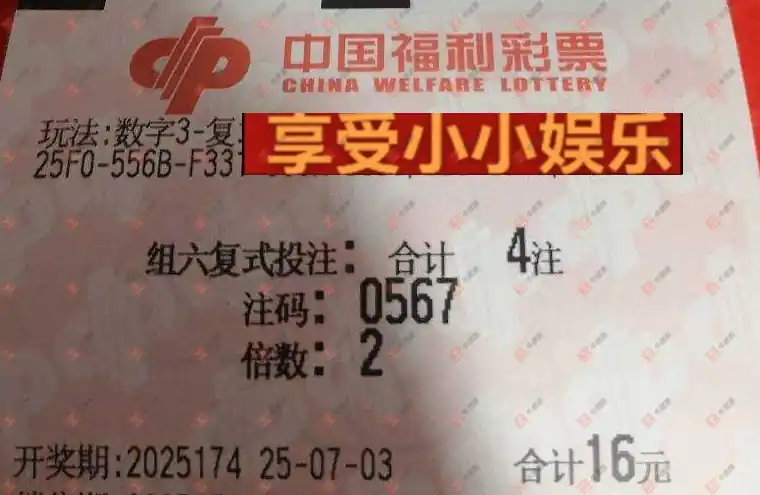 中国福利彩票
CHINA WELFARE LOTTERY
玩法:数字3-复
享受小小娱乐
25F0-556B-F33
组六复式投注: 合计 4注
注码: 0567
倍数: 2
开奖期:2025174 25-07-03 合计16元